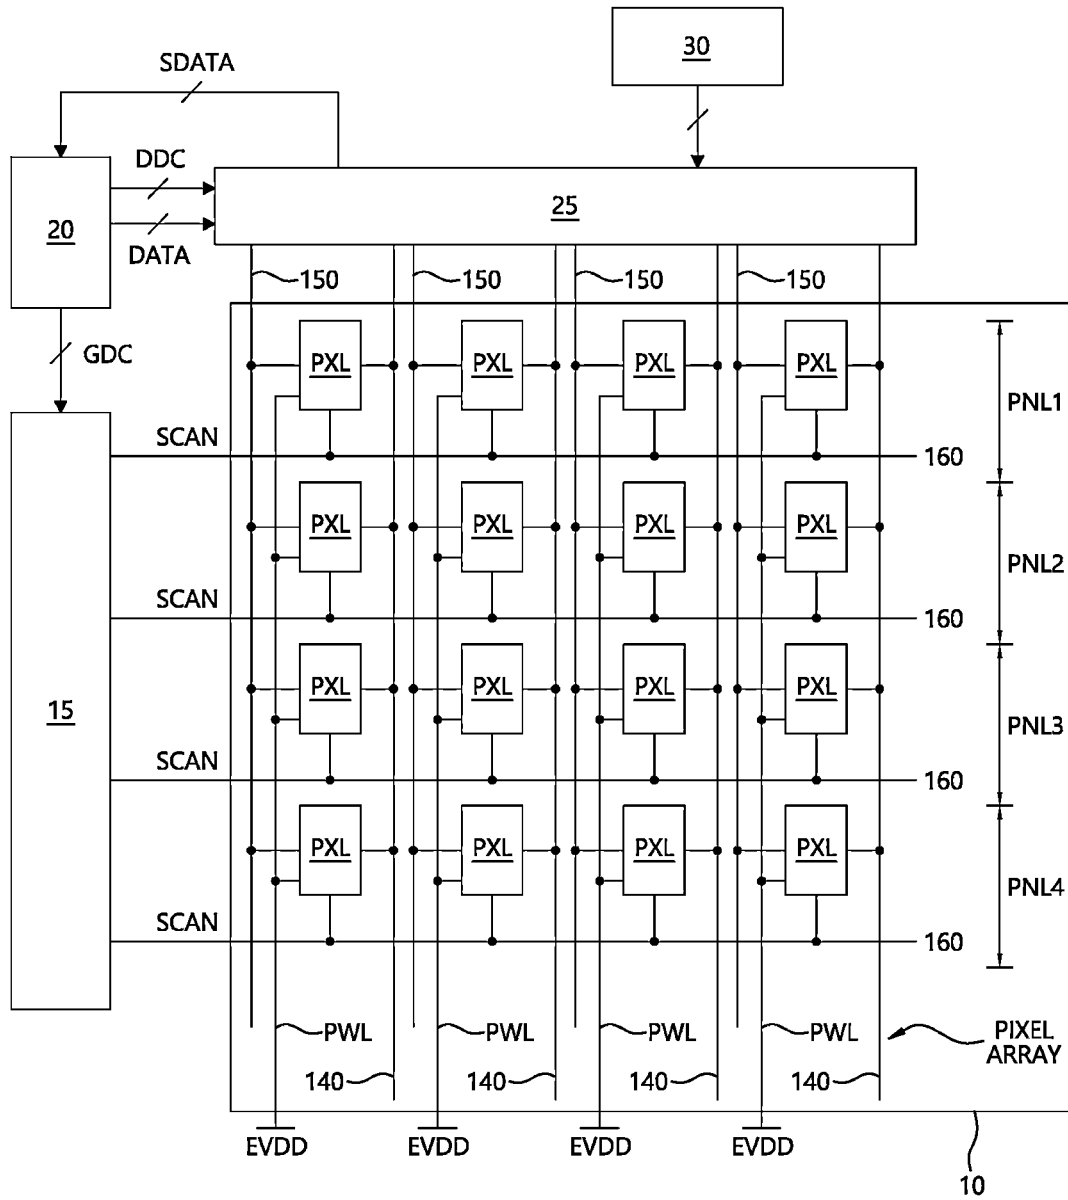 30
SDATA
DDC
25
20
DATA
150 150 150 150
GDC
PXL PXL PXL PXL
PNL1
SCAN 160
PXL PXL PXL PXL
PNL2
SCAN 160
PXL PXL PXL PXL
15
PNL3
SCAN 160
PXL PXL PXL PXL
PNL4
SCAN 160
PWL PWL PWL PWL
PIXEL
ARRAY
140 140 140 140
EVDD EVDD EVDD EVDD
10